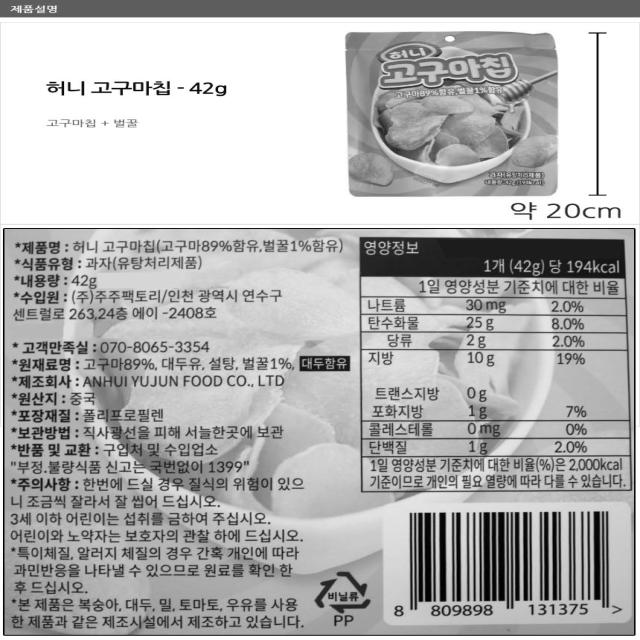 제품설명
허니 고구마칩 - 42g
고구마칩 + 벌꿀
허니
고구마칩
고구마89%함유,벌꿀1%함유
과자(유탕처리제품)
내용량:42g(194kcal)
약 20cm
*제품명 : 허니 고구마칩(고구마89%함유,벌꿀1%함유)
*식품유형 : 과자(유탕처리제품)
*내용량 : 42g
*수입원 : (주)주주팩토리/인천 광역시 연수구
센트럴로 263,24층 에이 -2408호
* 고객만족실 : 070-8065-3354
*원재료명 : 고구마89%, 대두유, 설탕, 벌꿀1%, 대두함유
*제조회사 : ANHUI YUJUN FOOD CO., LTD
*원산지 : 중국
*포장재질 : 폴리프로필렌
*보관방법 : 직사광선을 피해 서늘한곳에 보관
*반품 및 교환 : 구입처 및 수입업소
"부정.불량식품 신고는 국번없이 1399"
*주의사항 : 한번에 드실 경우 질식의 위험이 있으
니 조금씩 잘라서 잘 씹어 드십시오.
3세 이하 어린이는 섭취를 금하여 주십시오.
어린이와 노약자는 보호자의 관찰 하에 드십시오.
*특이체질, 알러지 체질의 경우 간혹 개인에 따라
과민반응을 나타낼 수 있으므로 원료를 확인 한
후 드십시오.
*본 제품은 복숭아, 대두, 밀, 토마토, 우유를 사용
한 제품과 같은 제조시설에서 제조하고 있습니다.
비닐류
PP
영양정보
1개 (42g) 당 194kcal
1일 영양성분 기준치에 대한 비율
나트륨 30 mg 2.0%
탄수화물 25 g 8.0%
당류 2 g 2.0%
지방 10 g 19%
트랜스지방 0 g
포화지방 1 g 7%
콜레스테롤 0 mg 0%
단백질 1 g 2.0%
1일 영양성분 기준치에 대한 비율(%)은 2,000kcal
기준이므로 개인의 필요 열량에 따라 다를 수 있습니다.
8 809898 131375 >